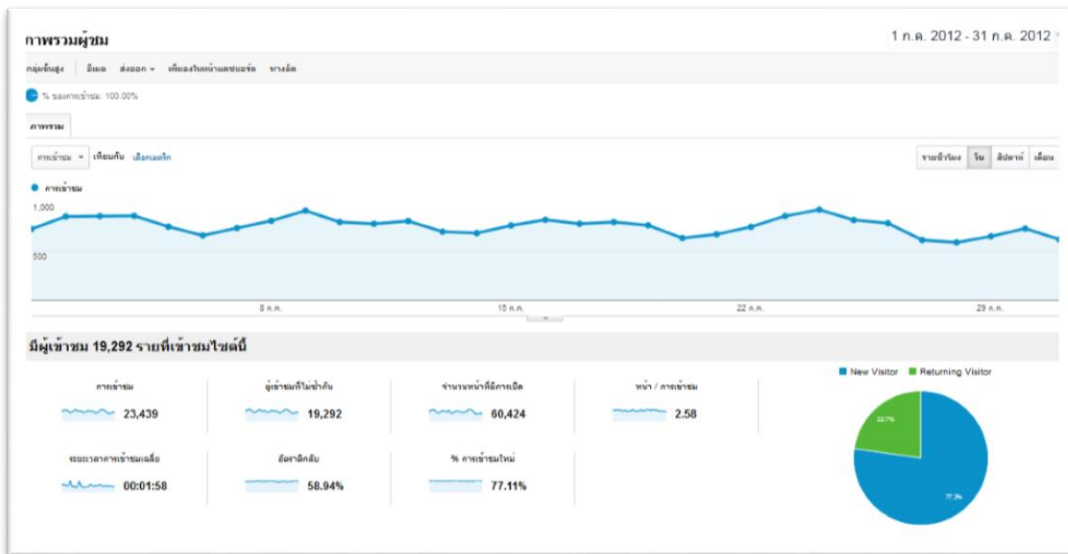 ภาพรวมผู้ชม
1 ก.ค. 2012 - 31 ก.ค. 2012
กลุ่มขั้นสูง อีเมล ส่งออก เพิ่มลงในหน้าแดชบอร์ด ทางลัด
% ของการเข้าชม: 100.00%
ภาพรวม
การเข้าชม เทียบกับ เลือกเมตริก
รายชั่วโมง วัน สัปดาห์ เดือน
การเข้าชม
1,000
500
8 ก.ค. 15 ก.ค. 22 ก.ค. 29 ก.ค.
มีผู้เข้าชม 19,292 รายที่เข้าชมไซต์นี้
New Visitor Returning Visitor
การเข้าชม ผู้เข้าชมที่ไม่ซ้ำกัน จำนวนหน้าที่มีการเปิด หน้า / การเข้าชม
23,439 19,292 60,424 2.58
ระยะเวลาการเข้าชมเฉลี่ย อัตราตีกลับ % การเข้าชมใหม่
00:01:58 58.94% 77.11%
22.7%
77.3%